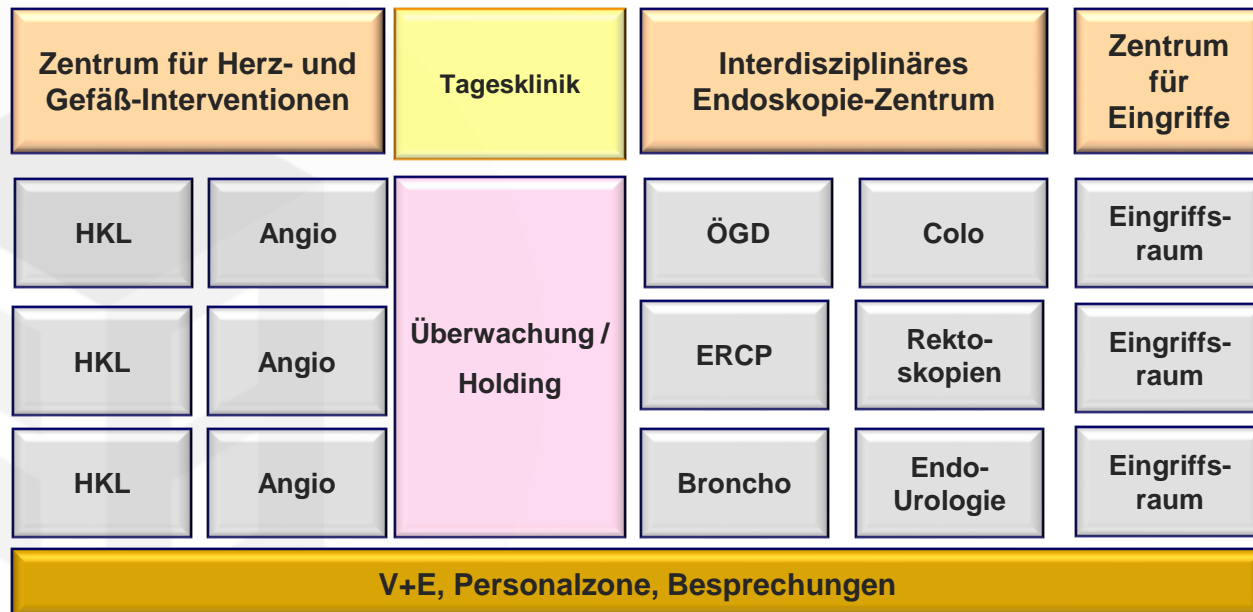 Zentrum für Herz- und
Gefäß-Interventionen
Tagesklinik
Interdisziplinäres
Endoskopie-Zentrum
Zentrum
für
Eingriffe
HKL
Angio
ÖGD
Colo
Eingriffs-
raum
Überwachung /
Holding
HKL
Angio
ERCP
Rekto-
skopien
Eingriffs-
raum
HKL
Angio
Broncho
Endo-
Urologie
Eingriffs-
raum
V+E, Personalzone, Besprechungen